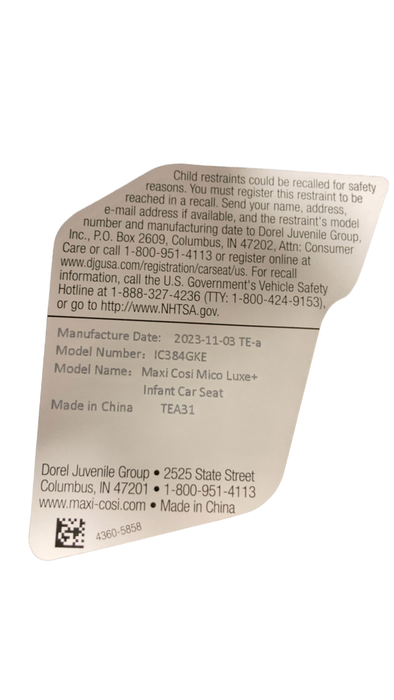 Child restraints could be recalled for safety
reasons. You must register this restraint to be
reached in a recall. Send your name, address,
e-mail address if available, and the restraint's model
number and manufacturing date to Dorel Juvenile Group,
Inc., P.O. Box 2609, Columbus, IN 47202, Attn: Consumer
Care or call 1-800-951-4113 or register online at
www.djgusa.com/registration/carseat/us. For recall
information, call the U.S. Government's Vehicle Safety
Hotline at 1-888-327-4236 (TTY: 1-800-424-9153),
or go to http://www.NHTSA.gov.
Manufacture Date: 2023-11-03 TE-a
Model Number: IC384GKE
Model Name: Maxi Cosi Mico Luxe+
Infant Car Seat
Made in China TEA31
Dorel Juvenile Group • 2525 State Street
Columbus, IN 47201 • 1-800-951-4113
www.maxi-cosi.com • Made in China
4360-5858